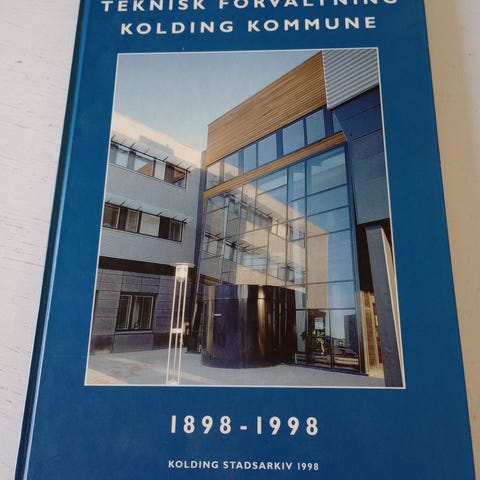 TEKNISK FORVALTNING
KOLDING KOMMUNE
1898-1998
KOLDING STADSARKIV 1998